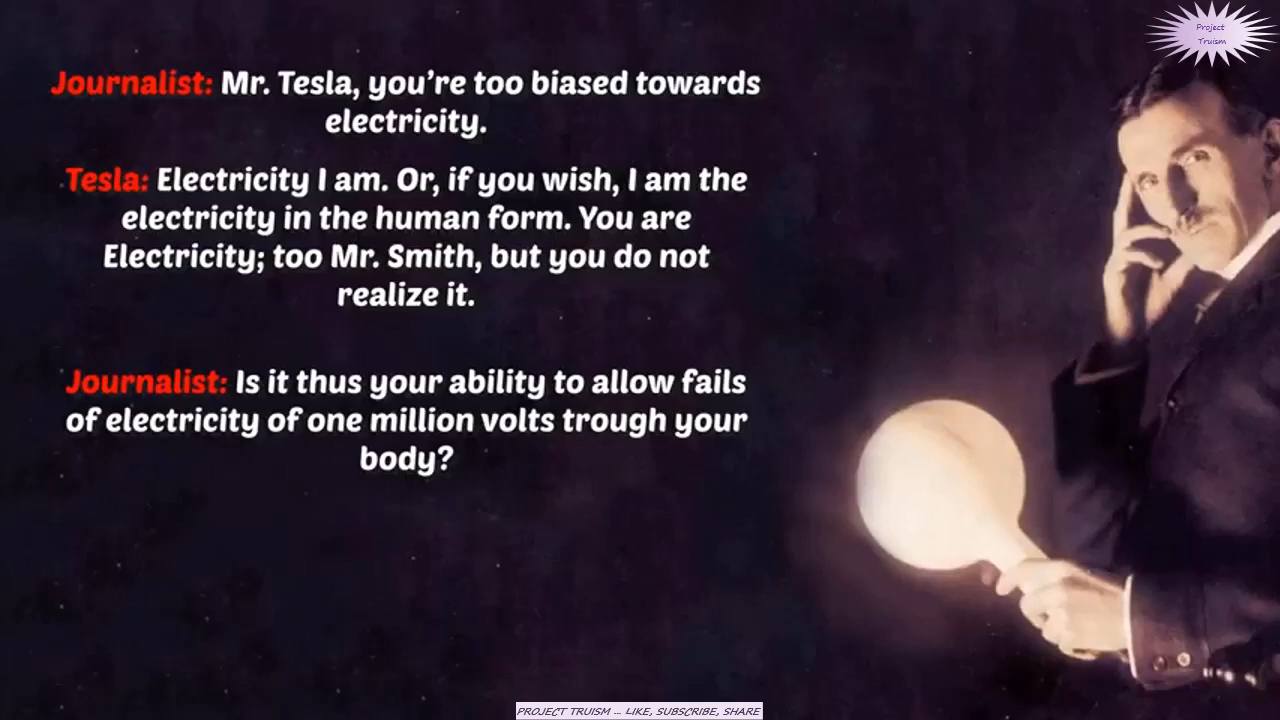 Project
Truism
Journalist: Mr. Tesla, you’re too biased towards
electricity.
Tesla: Electricity I am. Or, if you wish, I am the
electricity in the human form. You are
Electricity; too Mr. Smith, but you do not
realize it.
Journalist: Is it thus your ability to allow fails
of electricity of one million volts trough your
body?
PROJECT TRUISM ... LIKE, SUBSCRIBE, SHARE